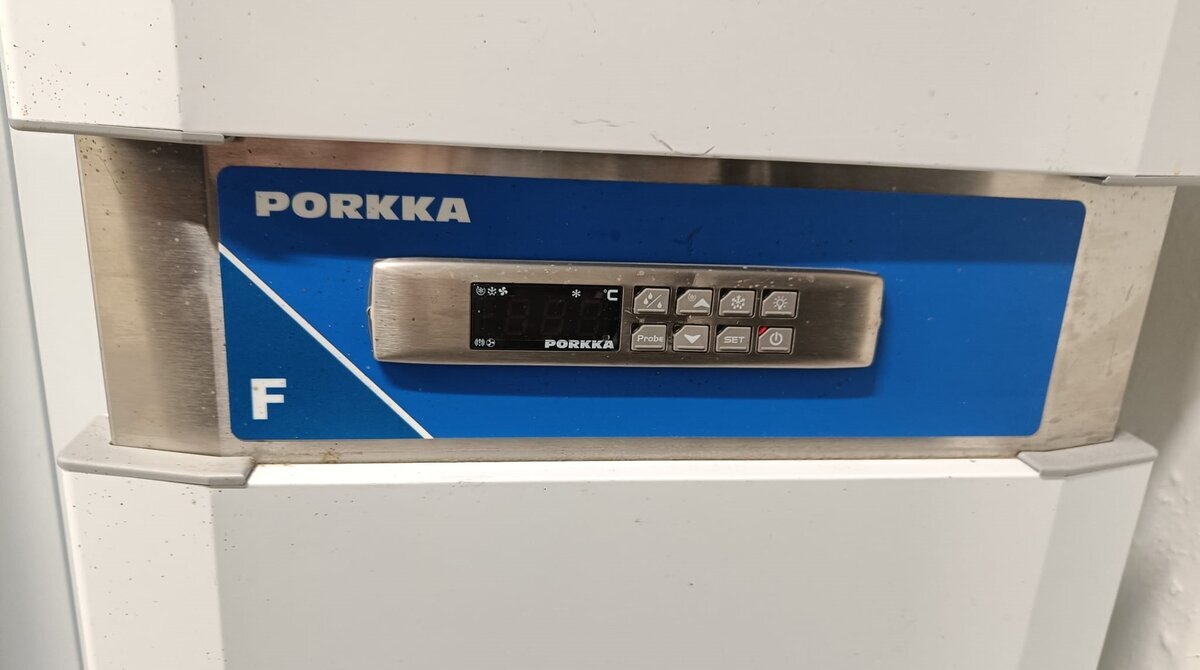 PORKKA
F
°C
PORKKA
Probe
SET